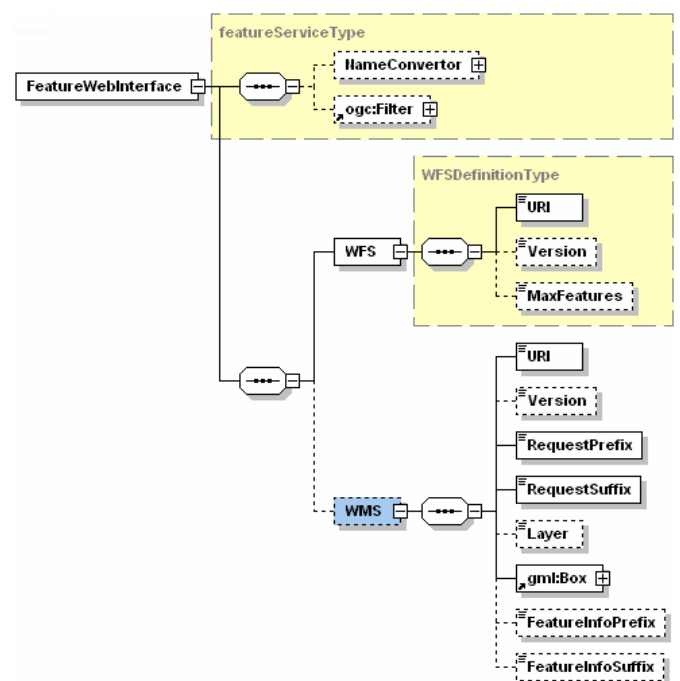 featureServiceType
NameConvertor
FeatureWebInterface
ogc:Filter
WFSDefinitionType
URI
WFS
Version
MaxFeatures
URI
Version
RequestPrefix
RequestSuffix
WMS
Layer
gml:Box
FeatureInfoPrefix
FeatureInfoSuffix